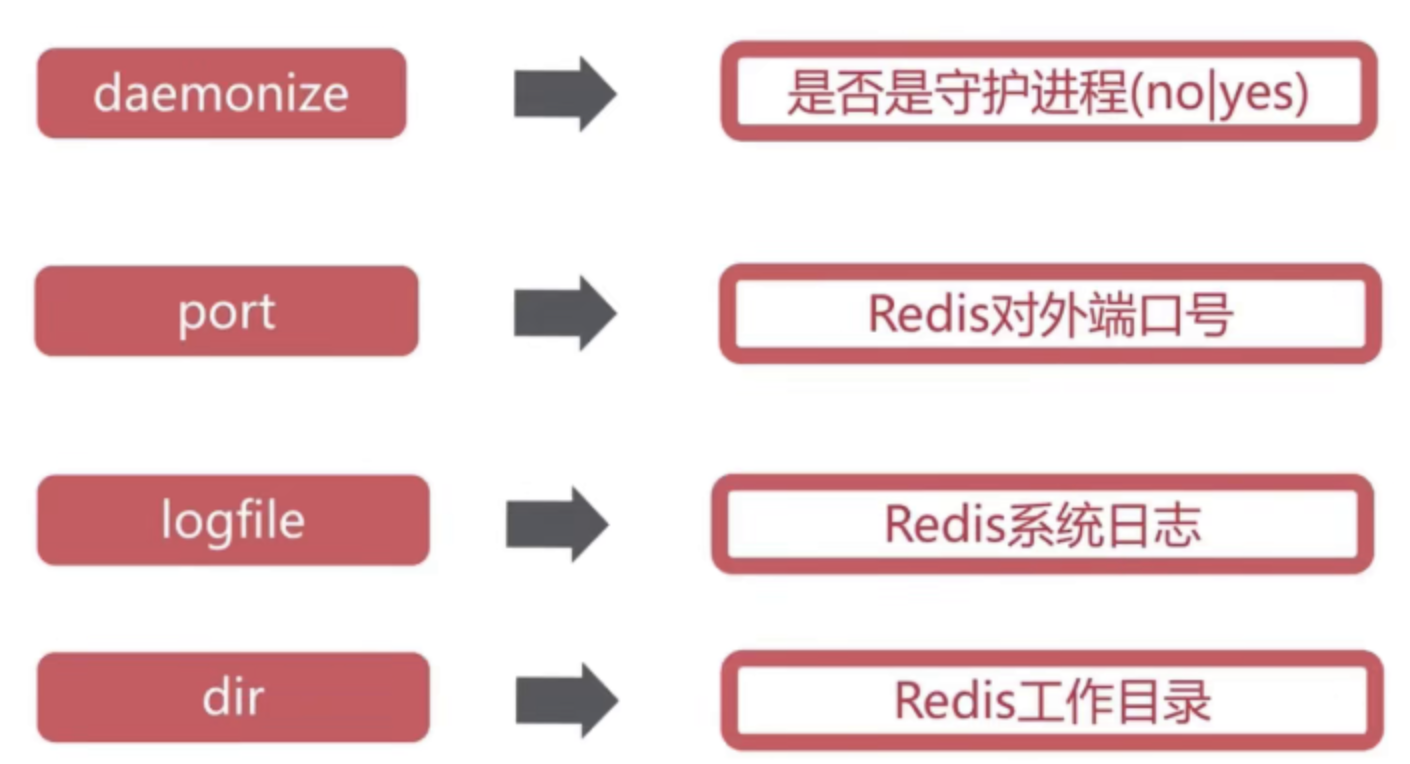 daemonize
是否是守护进程(no|yes)
port
Redis对外端口号
logfile
Redis系统日志
dir
Redis工作目录